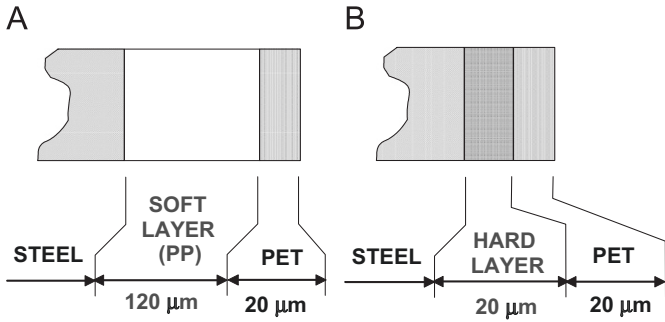 A
B
SOFT
LAYER
(PP)
STEEL
PET
120 μm
20 μm
HARD
LAYER
STEEL
PET
20 μm
20 μm